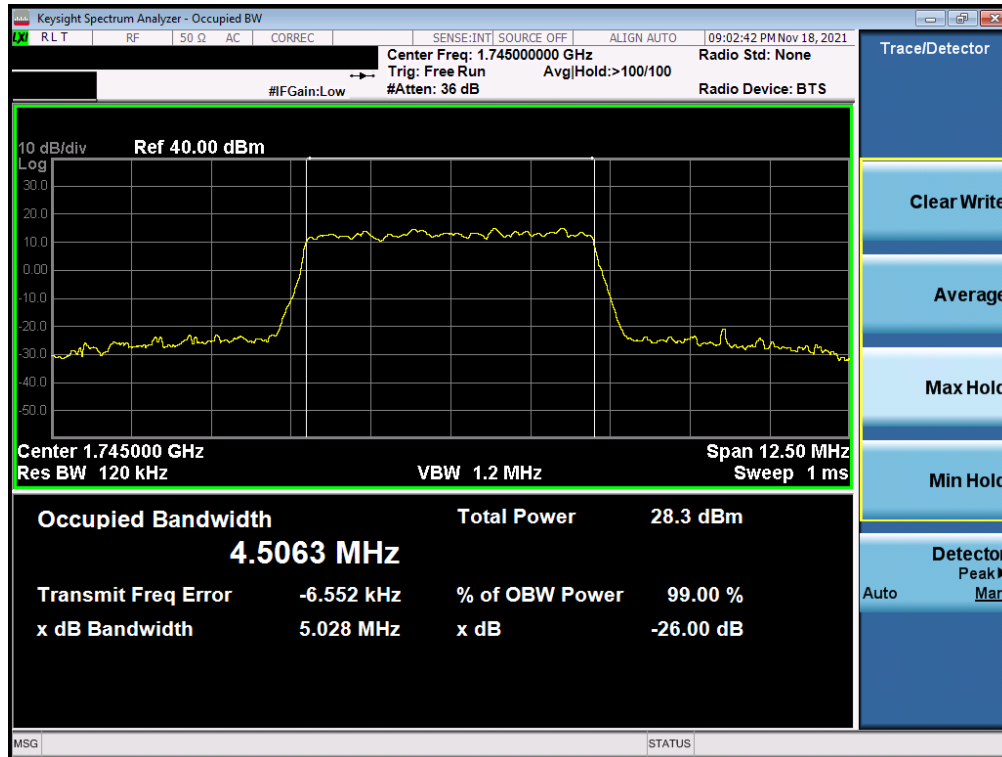 Keysight Spectrum Analyzer - Occupied BW
LXI RLT RF 50 Ω AC CORREC SENSE:INT SOURCE OFF ALIGN AUTO 09:02:42 PM Nov 18, 2021
Center Freq: 1.745000000 GHz Radio Std: None
Trig: Free Run Avg|Hold:>100/100
#IFGain:Low #Atten: 36 dB Radio Device: BTS
Trace/Detector
10 dB/div Ref 40.00 dBm
Log
30.0
20.0
10.0
0.00
-10.0
-20.0
-30.0
-40.0
-50.0
Center 1.745000 GHz Span 12.50 MHz
Res BW 120 kHz VBW 1.2 MHz Sweep 1 ms
Occupied Bandwidth Total Power 28.3 dBm
4.5063 MHz
Transmit Freq Error -6.552 kHz % of OBW Power 99.00 %
x dB Bandwidth 5.028 MHz x dB -26.00 dB
Clear Write
Average
Max Hold
Min Hold
Detector
Peak
Auto Man
MSG STATUS